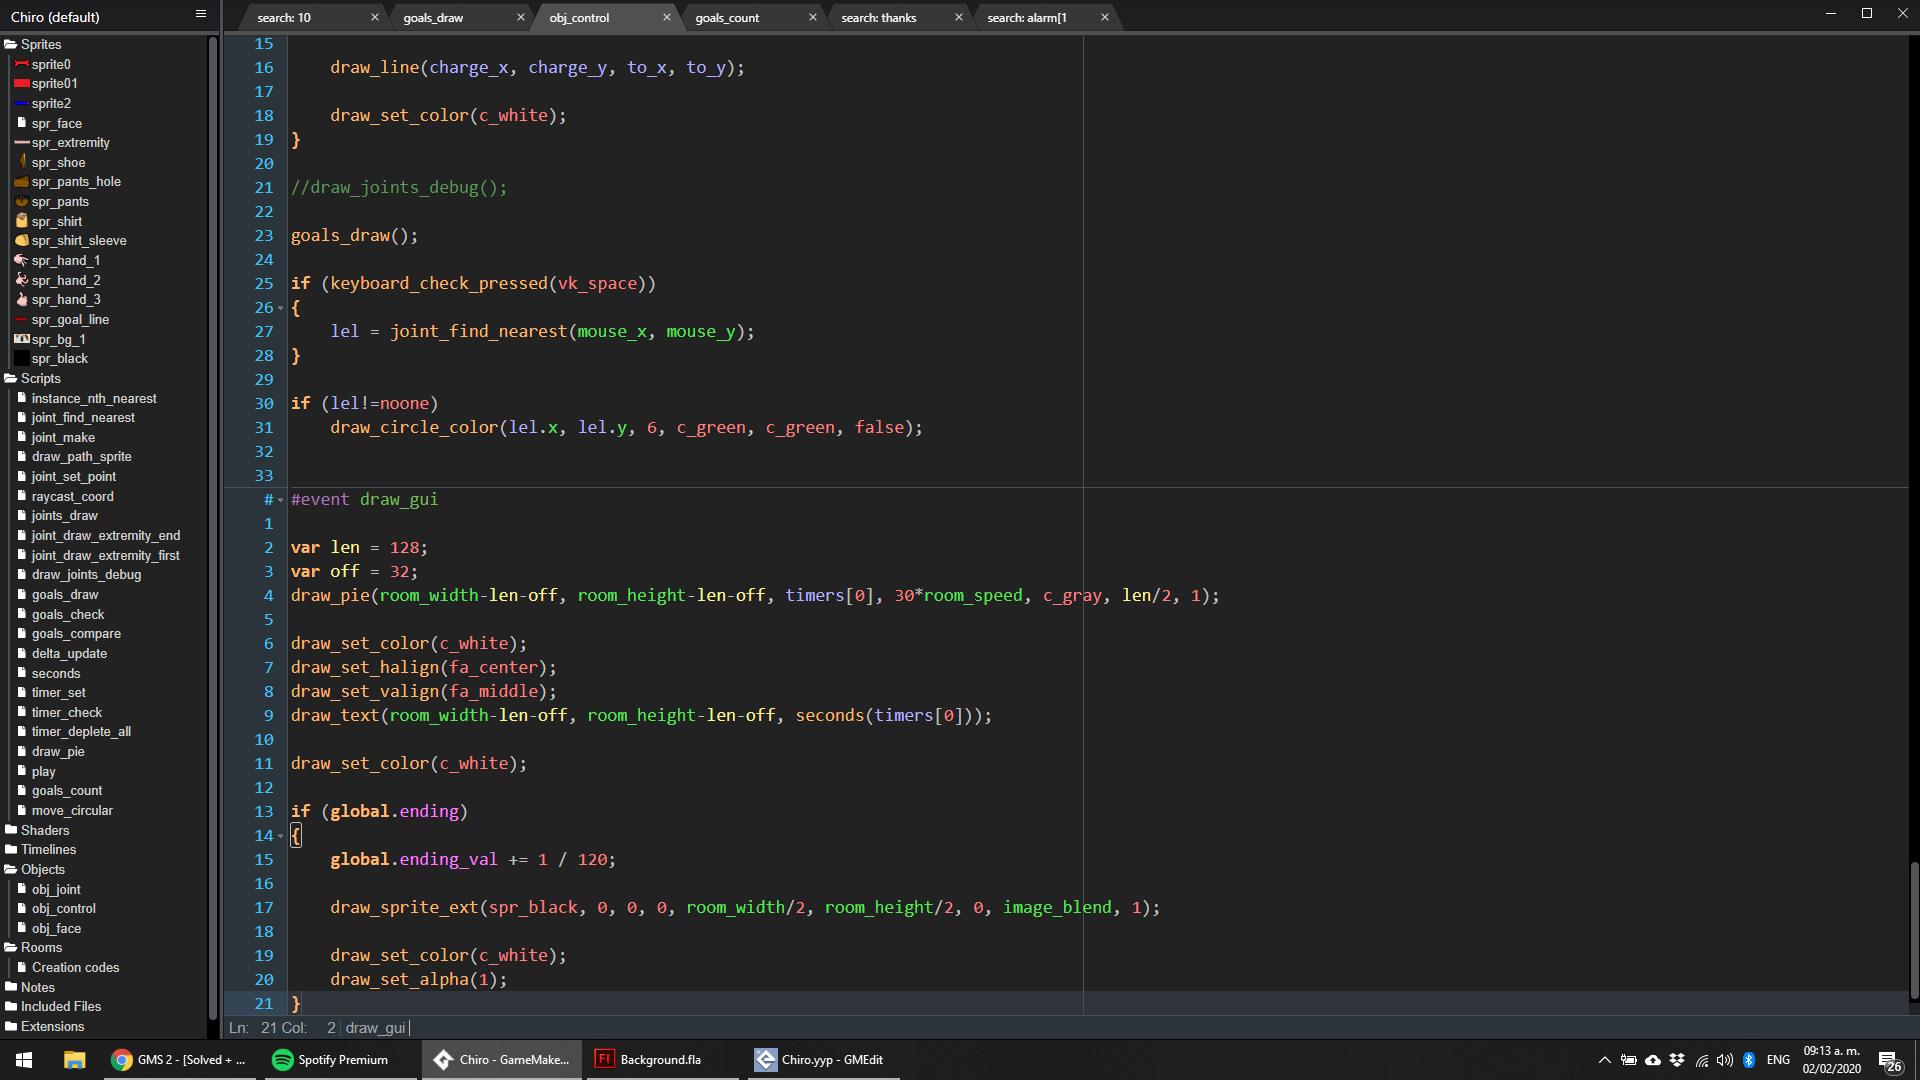 Chiro (default)
search: 10
goals_draw
obj_control
goals_count
search: thanks
search: alarm[1
Sprites
sprite0
sprite01
sprite2
spr_face
spr_extremity
spr_shoe
spr_pants_hole
spr_pants
spr_shirt
spr_shirt_sleeve
spr_hand_1
spr_hand_2
spr_hand_3
spr_goal_line
spr_bg_1
spr_black
Scripts
instance_nth_nearest
joint_find_nearest
joint_make
draw_path_sprite
joint_set_point
raycast_coord
joints_draw
joint_draw_extremity_end
joint_draw_extremity_first
draw_joints_debug
goals_draw
goals_check
goals_compare
delta_update
seconds
timer_set
timer_check
timer_deplete_all
draw_pie
play
goals_count
move_circular
Shaders
Timelines
Objects
obj_joint
obj_control
obj_face
Rooms
Creation codes
Notes
Included Files
Extensions
15
16 draw_line(charge_x, charge_y, to_x, to_y);
17
18 draw_set_color(c_white);
19 }
20
21 //draw_joints_debug();
22
23 goals_draw();
24
25 if (keyboard_check_pressed(vk_space))
26 {
27 lel = joint_find_nearest(mouse_x, mouse_y);
28 }
29
30 if (lel!=noone)
31 draw_circle_color(lel.x, lel.y, 6, c_green, c_green, false);
32
33
# #event draw_gui
1
2 var len = 128;
3 var off = 32;
4 draw_pie(room_width-len-off, room_height-len-off, timers[0], 30*room_speed, c_gray, len/2, 1);
5
6 draw_set_color(c_white);
7 draw_set_halign(fa_center);
8 draw_set_valign(fa_middle);
9 draw_text(room_width-len-off, room_height-len-off, seconds(timers[0]));
10
11 draw_set_color(c_white);
12
13 if (global.ending)
14 {
15 global.ending_val += 1 / 120;
16
17 draw_sprite_ext(spr_black, 0, 0, 0, room_width/2, room_height/2, 0, image_blend, 1);
18
19 draw_set_color(c_white);
20 draw_set_alpha(1);
21 }
Ln: 21 Col: 2 draw_gui
GMS 2 - [Solved + ...
Spotify Premium
Chiro - GameMake...
Fl Background.fla
Chiro.yyp - GMEdit
ENG
09:13 a. m.
02/02/2020
26